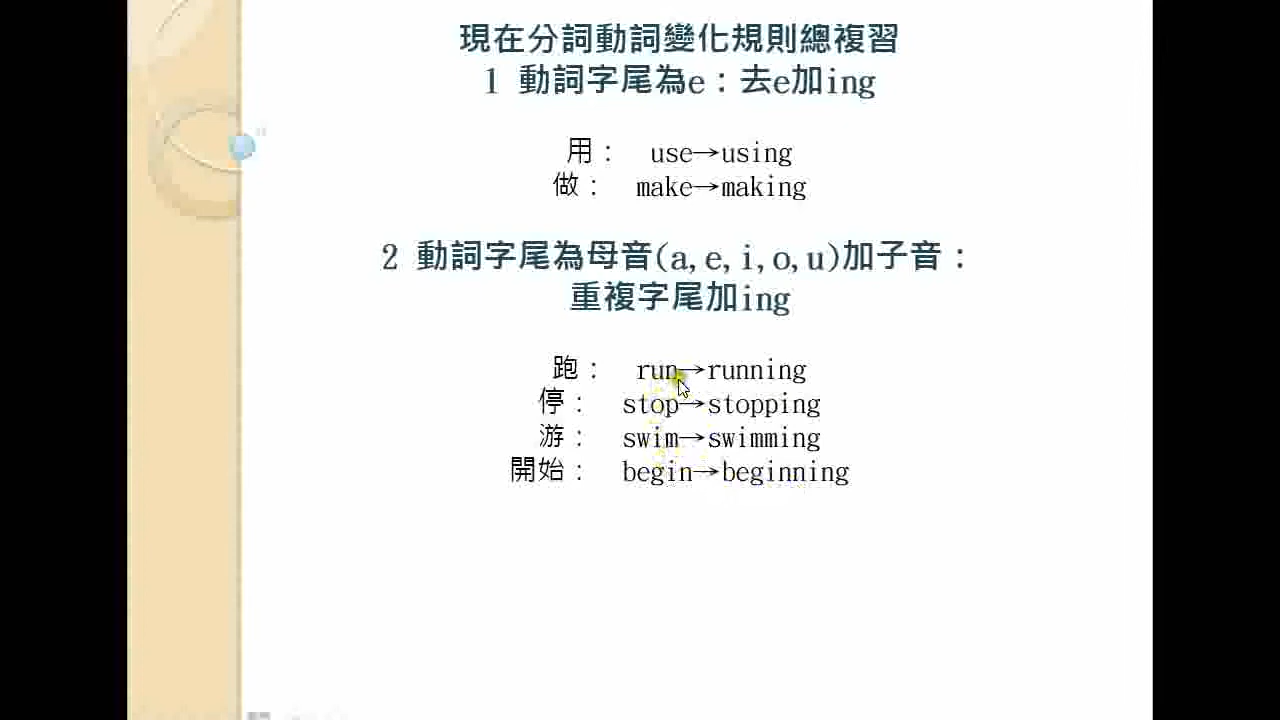 現在分詞動詞變化規則總複習
1 動詞字尾為e：去e加ing
用： use→using
做： make→making
2 動詞字尾為母音(a,e,i,o,u)加子音：
重複字尾加ing
跑： run→running
停： stop→stopping
游： swim→swimming
開始： begin→beginning